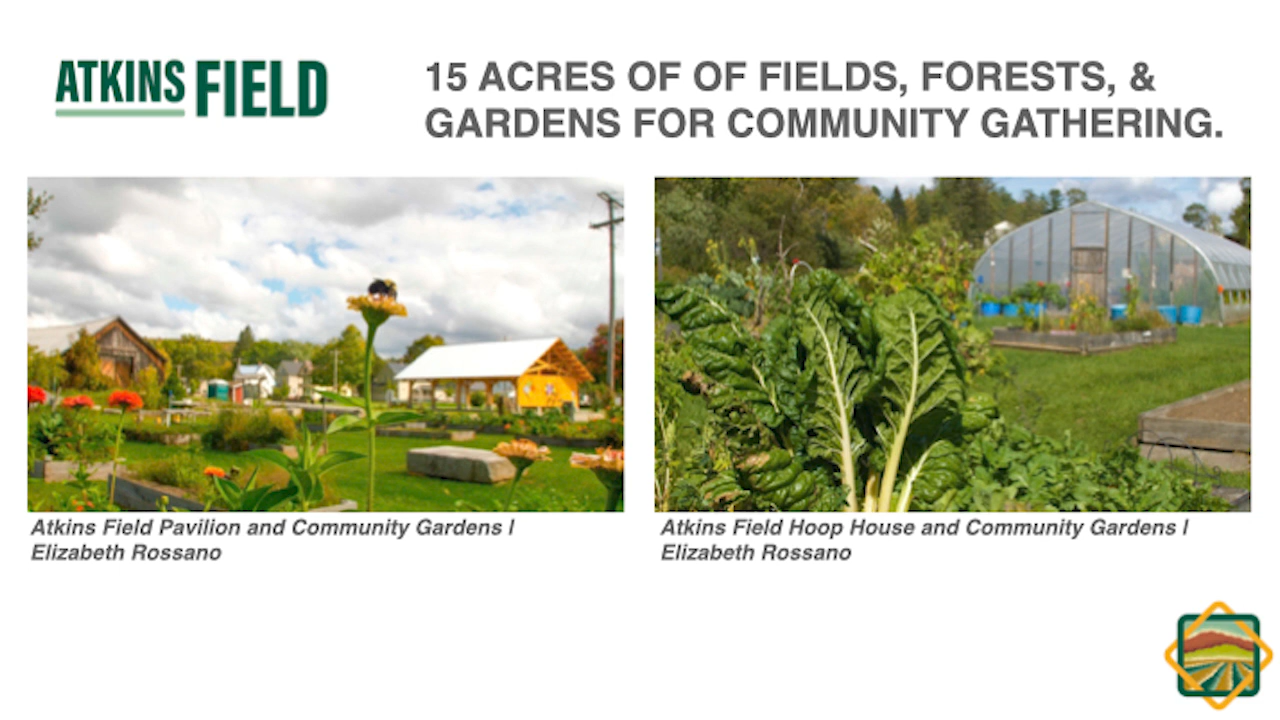 ATKINS FIELD
15 ACRES OF OF FIELDS, FORESTS, &
GARDENS FOR COMMUNITY GATHERING.
Atkins Field Pavilion and Community Gardens |
Elizabeth Rossano
Atkins Field Hoop House and Community Gardens |
Elizabeth Rossano